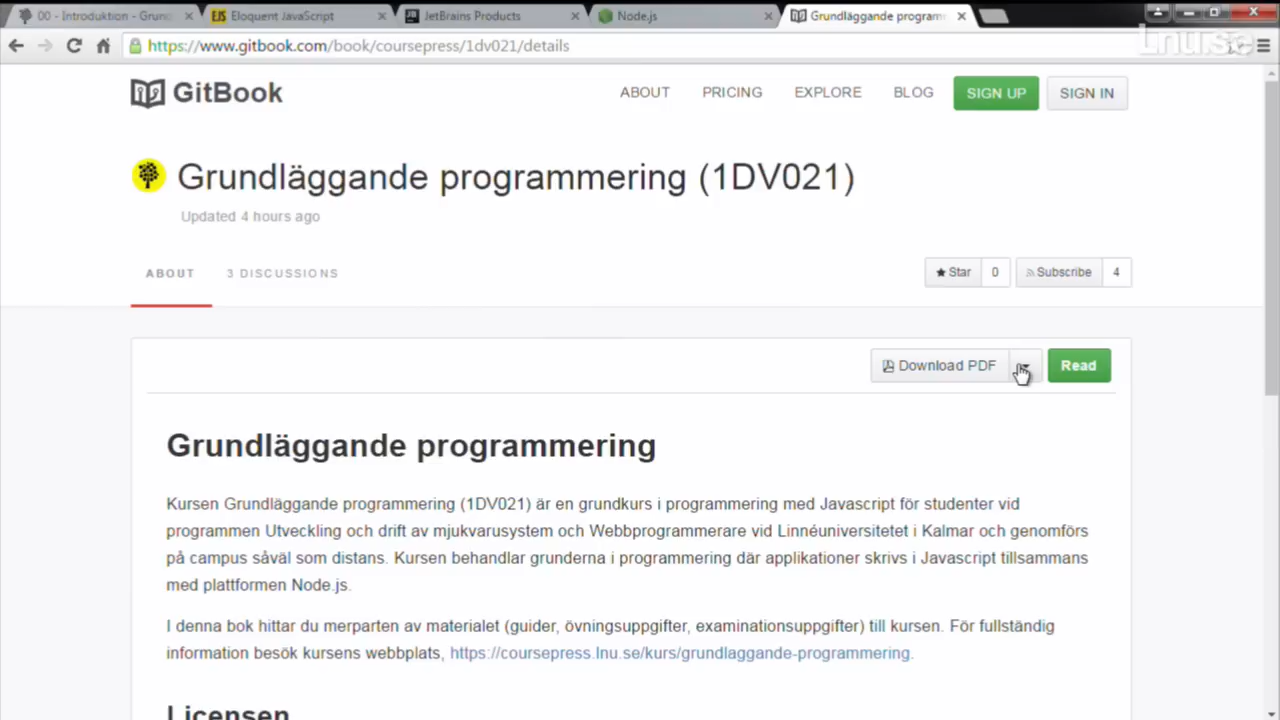 00 - Introduktion - Grund
Eloquent JavaScript
JetBrains Products
Node.js
Grundläggande programm
https://www.gitbook.com/book/coursepress/1dv021/details
Lnu.se
GitBook
ABOUT
PRICING
EXPLORE
BLOG
SIGN UP
SIGN IN
Grundläggande programmering (1DV021)
Updated 4 hours ago
ABOUT
3 DISCUSSIONS
Star
0
Subscribe
4
Download PDF
Read
Grundläggande programmering
Kursen Grundläggande programmering (1DV021) är en grundkurs i programmering med Javascript för studenter vid
programmen Utveckling och drift av mjukvarusystem och Webbprogrammerare vid Linnéuniversitetet i Kalmar och genomförs
på campus såväl som distans. Kursen behandlar grunderna i programmering där applikationer skrivs i Javascript tillsammans
med plattformen Node.js.
I denna bok hittar du merparten av materialet (guider, övningsuppgifter, examinationsuppgifter) till kursen. För fullständig
information besök kursens webbplats, https://coursepress.lnu.se/kurs/grundlaggande-programmering.
Licensen